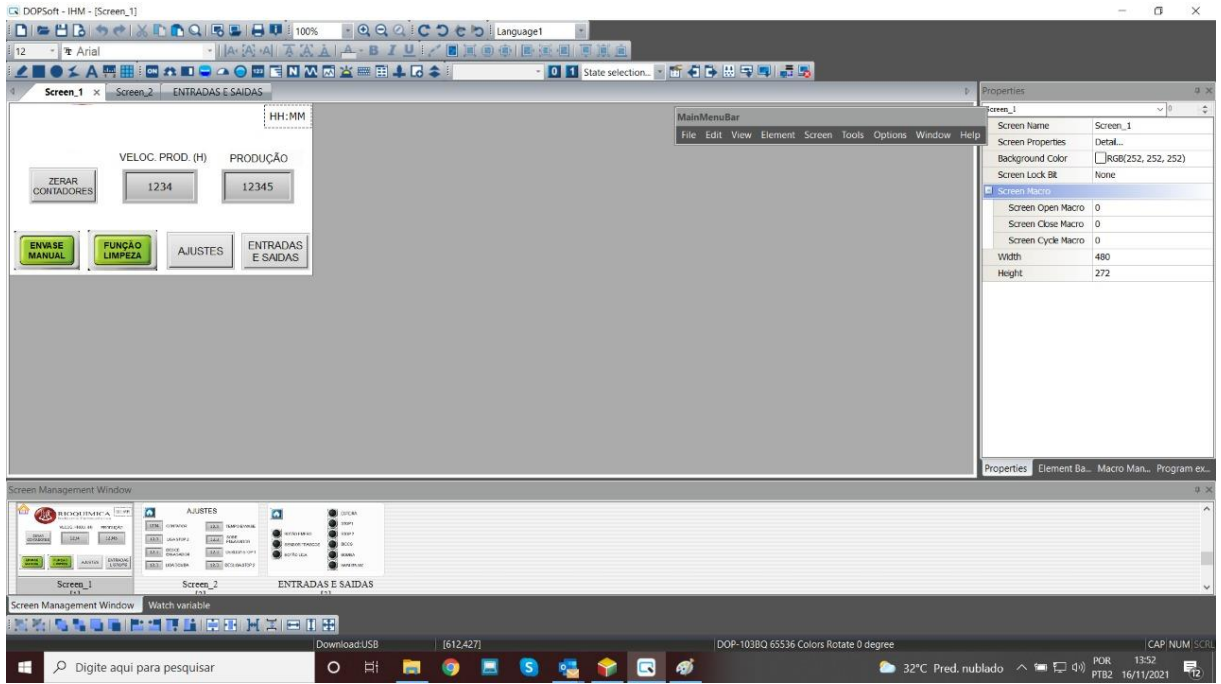 DOPSoft - IHM - [Screen_1]
100%
Language1
12
Arial
State selection...
Screen_1
Screen_2
ENTRADAS E SAIDAS
HH:MM
VELOC. PROD. (H)
PRODUÇÃO
ZERAR
CONTADORES
1234
12345
ENVASE
MANUAL
FUNÇÃO
LIMPEZA
AJUSTES
ENTRADAS
E SAIDAS
MainMenuBar
File Edit View Element Screen Tools Options Window Help
Properties
Screen_1
0
Screen Name Screen_1
Screen Properties Detail...
Background Color RGB(252, 252, 252)
Screen Lock Bit None
Screen Macro
Screen Open Macro 0
Screen Close Macro 0
Screen Cycle Macro 0
Width 480
Height 272
Properties Element Ba... Macro Man... Program ex...
Screen Management Window
BIOQUIMICA
AJUSTES
Screen_1
Screen_2
ENTRADAS E SAIDAS
Screen Management Window Watch variable
Download:USB [612,427] DOP-103BQ 65536 Colors Rotate 0 degree CAP NUM SCRL
Digite aqui para pesquisar
32°C Pred. nublado
POR
PTB2
13:52
16/11/2021
12